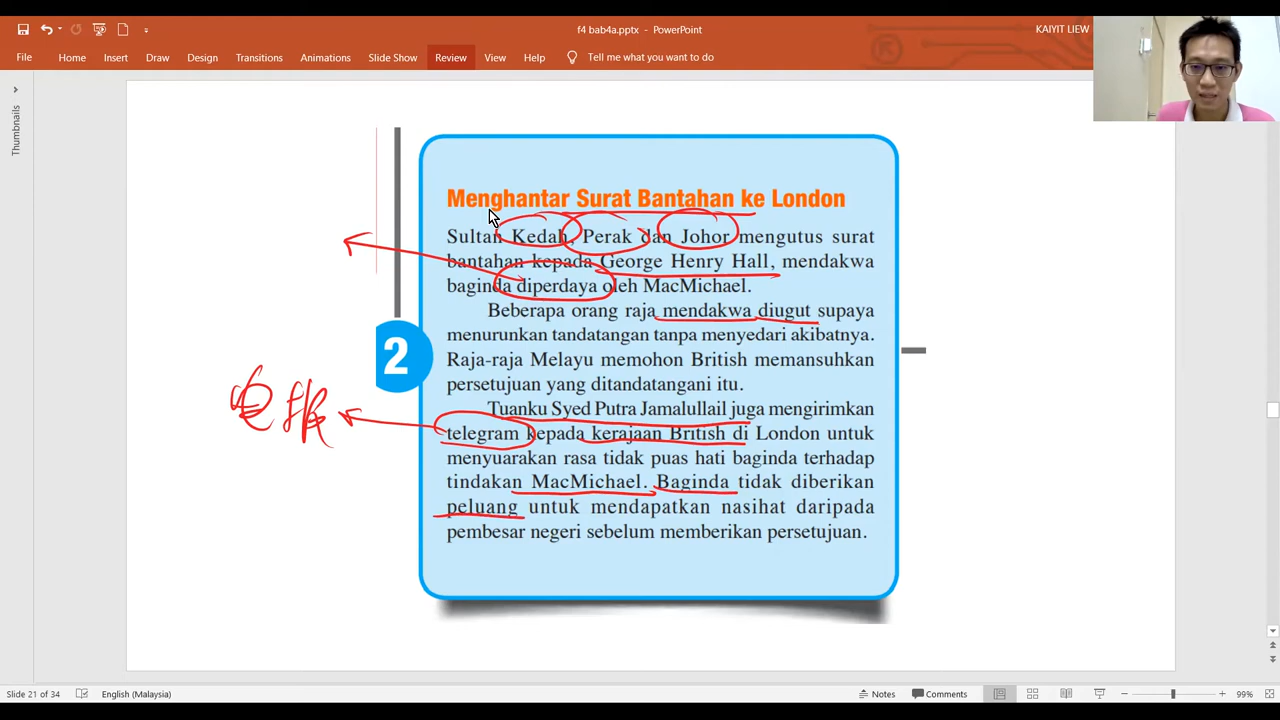 f4 bab4a.pptx - PowerPoint
KAIYIT LIEW
File Home Insert Draw Design Transitions Animations Slide Show Review View Help Tell me what you want to do
Thumbnails
Menghantar Surat Bantahan ke London
Sultan Kedah, Perak dan Johor mengutus surat
bantahan kepada George Henry Hall, mendakwa
baginda diperdaya oleh MacMichael.
Beberapa orang raja mendakwa diugut supaya
menurunkan tandatangan tanpa menyedari akibatnya.
2
Raja-raja Melayu memohon British memansuhkan
persetujuan yang ditandatangani itu.
电报
Tuanku Syed Putra Jamalullail juga mengirimkan
telegram kepada kerajaan British di London untuk
menyuarakan rasa tidak puas hati baginda terhadap
tindakan MacMichael. Baginda tidak diberikan
peluang untuk mendapatkan nasihat daripada
pembesar negeri sebelum memberikan persetujuan.
Slide 21 of 34 English (Malaysia) Notes Comments 99%